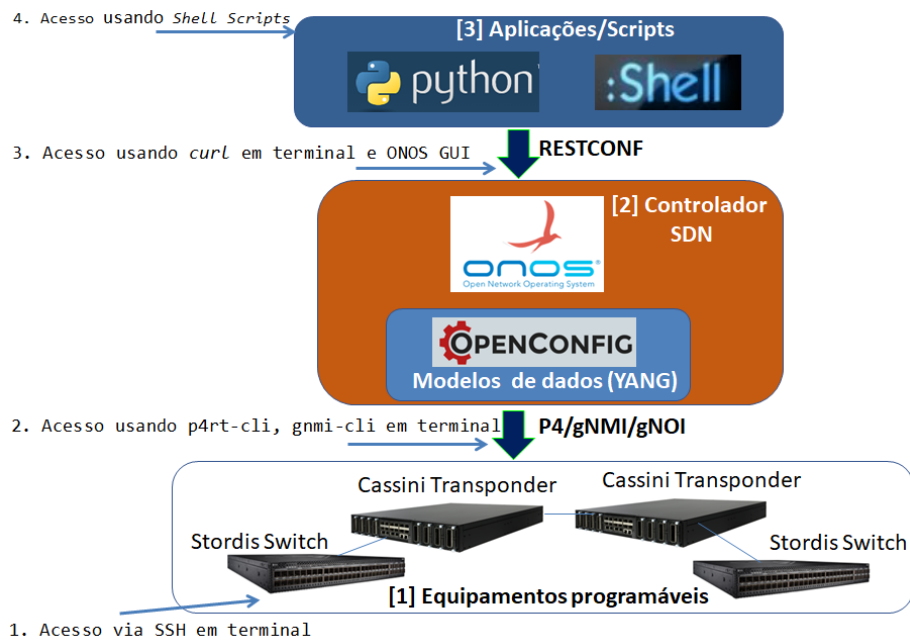 4. Acesso usando Shell Scripts
[3] Aplicações/Scripts
python
:Shell
3. Acesso usando curl em terminal e ONOS GUI
RESTCONF
[2] Controlador
SDN
onos®
Open Network Operating System
OPENCONFIG
Modelos de dados (YANG)
2. Acesso usando p4rt-cli, gnmi-cli em terminal
P4/gNMI/gNOI
Cassini Transponder
Cassini Transponder
Stordis Switch
Stordis Switch
[1] Equipamentos programáveis
1. Acesso via SSH em terminal